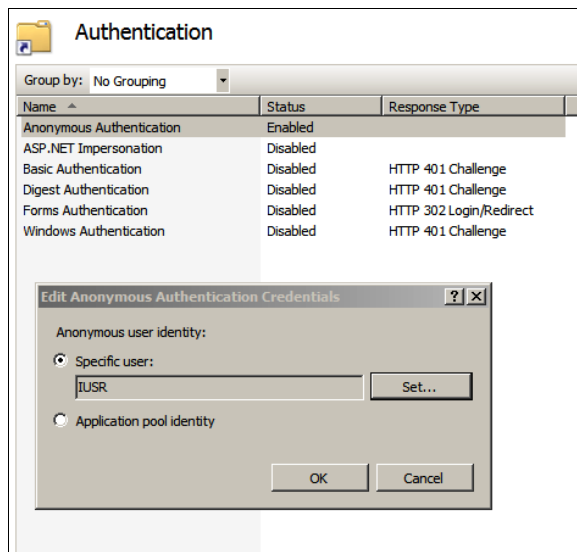 Authentication
Group by: No Grouping
Name Status Response Type
Anonymous Authentication Enabled
ASP.NET Impersonation Disabled
Basic Authentication Disabled HTTP 401 Challenge
Digest Authentication Disabled HTTP 401 Challenge
Forms Authentication Disabled HTTP 302 Login/Redirect
Windows Authentication Disabled HTTP 401 Challenge
Edit Anonymous Authentication Credentials
Anonymous user identity:
Specific user:
IUSR Set...
Application pool identity
OK Cancel